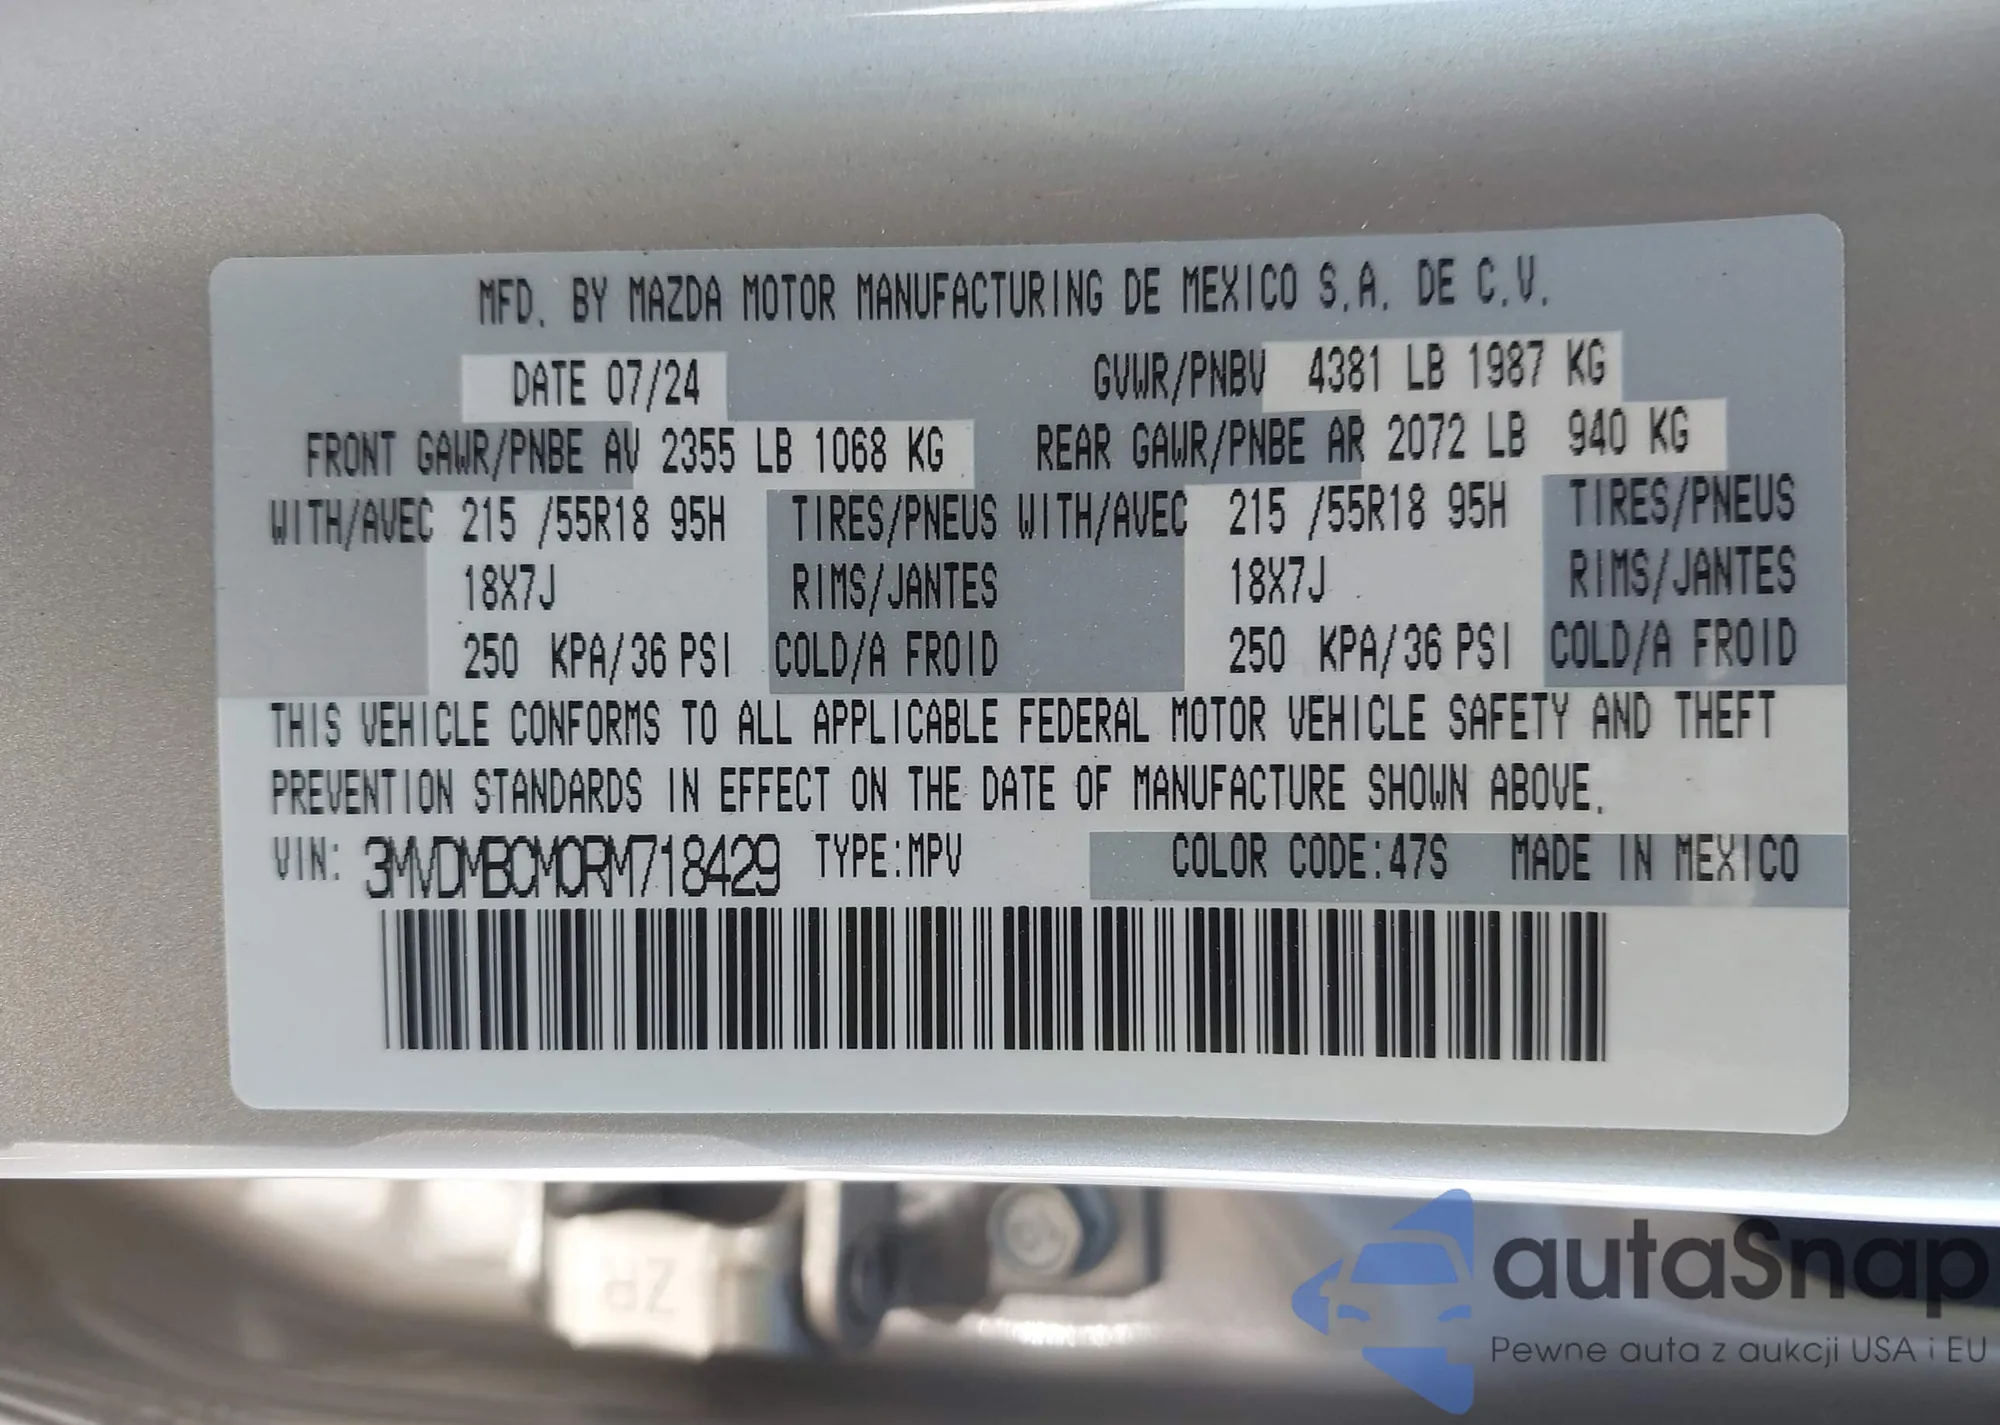 MFD. BY MAZDA MOTOR MANUFACTURING DE MEXICO S.A. DE C.V.
DATE 07/24 GVWR/PNBV 4381 LB 1987 KG
FRONT GAWR/PNBE AV 2355 LB 1068 KG REAR GAWR/PNBE AR 2072 LB 940 KG
WITH/AVEC 215 /55R18 95H TIRES/PNEUS WITH/AVEC 215 /55R18 95H TIRES/PNEUS
18X7J RIMS/JANTES 18X7J RIMS/JANTES
250 KPA/36 PSI COLD/A FROID 250 KPA/36 PSI COLD/A FROID
THIS VEHICLE CONFORMS TO ALL APPLICABLE FEDERAL MOTOR VEHICLE SAFETY AND THEFT
PREVENTION STANDARDS IN EFFECT ON THE DATE OF MANUFACTURE SHOWN ABOVE.
VIN: 3MVDMBCM0RM718429 TYPE:MPV COLOR CODE:47S MADE IN MEXICO
ZP
autaSnap
Pewne auta z aukcji USA i EU